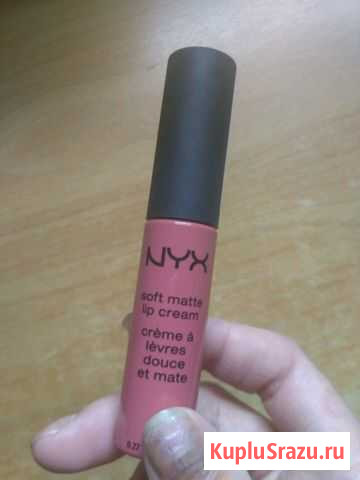 NYX
soft matte
lip cream
crème à
lèvres
douce
et mate
KupluSrazu.ru